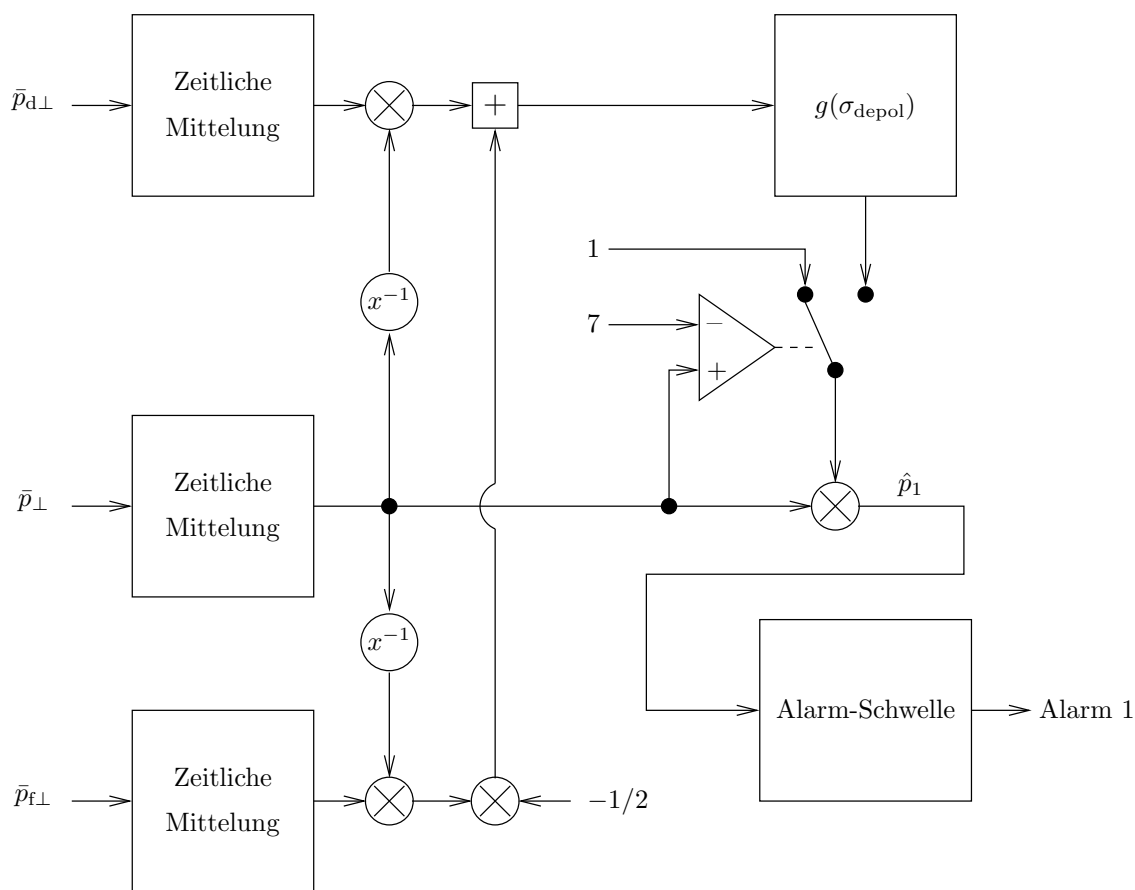 p̄d⊥
Zeitliche
Mittelung
+
g(σdepol)
1
x⁻¹
7
−
+
p̄⊥
Zeitliche
Mittelung
p̂1
x⁻¹
Alarm-Schwelle
Alarm 1
p̄f⊥
Zeitliche
Mittelung
−1/2